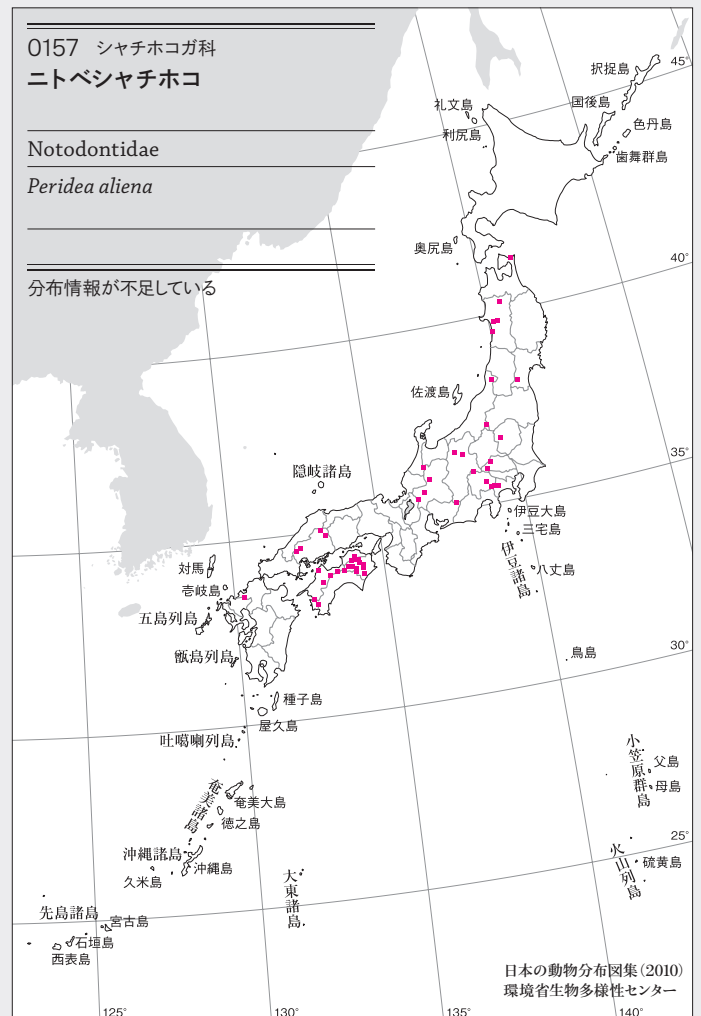 0157 シャチホコガ科
ニトベシャチホコ
Notodontidae
Peridea aliena
分布情報が不足している
択捉島
45°
礼文島
国後島
利尻島
色丹島
歯舞群島
奥尻島
40°
佐渡島
35°
隠岐諸島
伊豆大島
三宅島
伊豆諸島
八丈島
対馬
壱岐島
五島列島
甑島列島
鳥島
30°
種子島
屋久島
吐噶喇列島
小笠原群島
父島
母島
奄美諸島
奄美大島
徳之島
25°
沖縄諸島
沖縄島
久米島
火山列島
硫黄島
大東諸島
先島諸島
宮古島
石垣島
西表島
日本の動物分布図集(2010)
環境省生物多様性センター
125°
130°
135°
140°